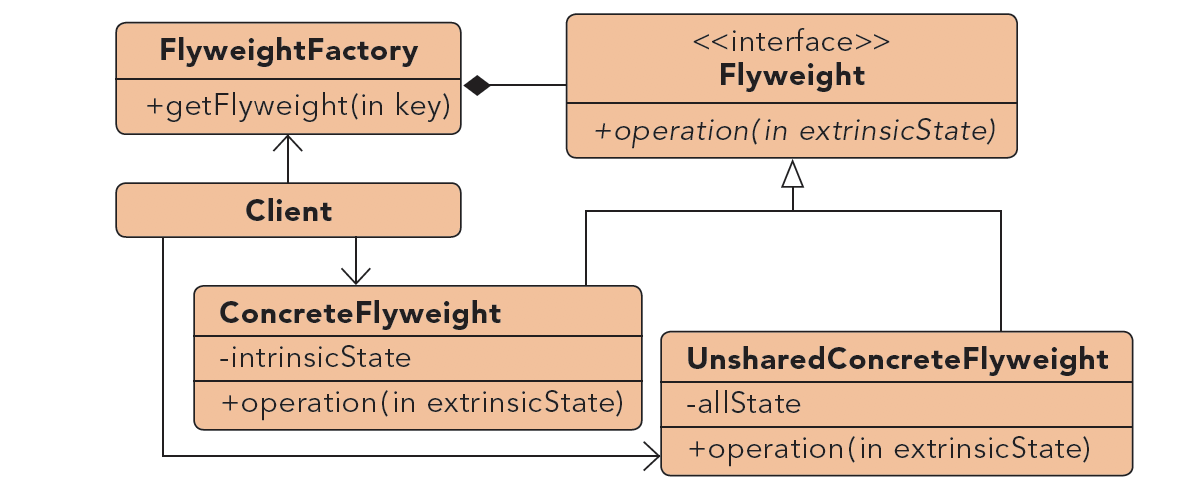 FlyweightFactory
+getFlyweight(in key)
<<interface>>
Flyweight
+operation(in extrinsicState)
Client
ConcreteFlyweight
-intrinsicState
+operation(in extrinsicState)
UnsharedConcreteFlyweight
-allState
+operation(in extrinsicState)